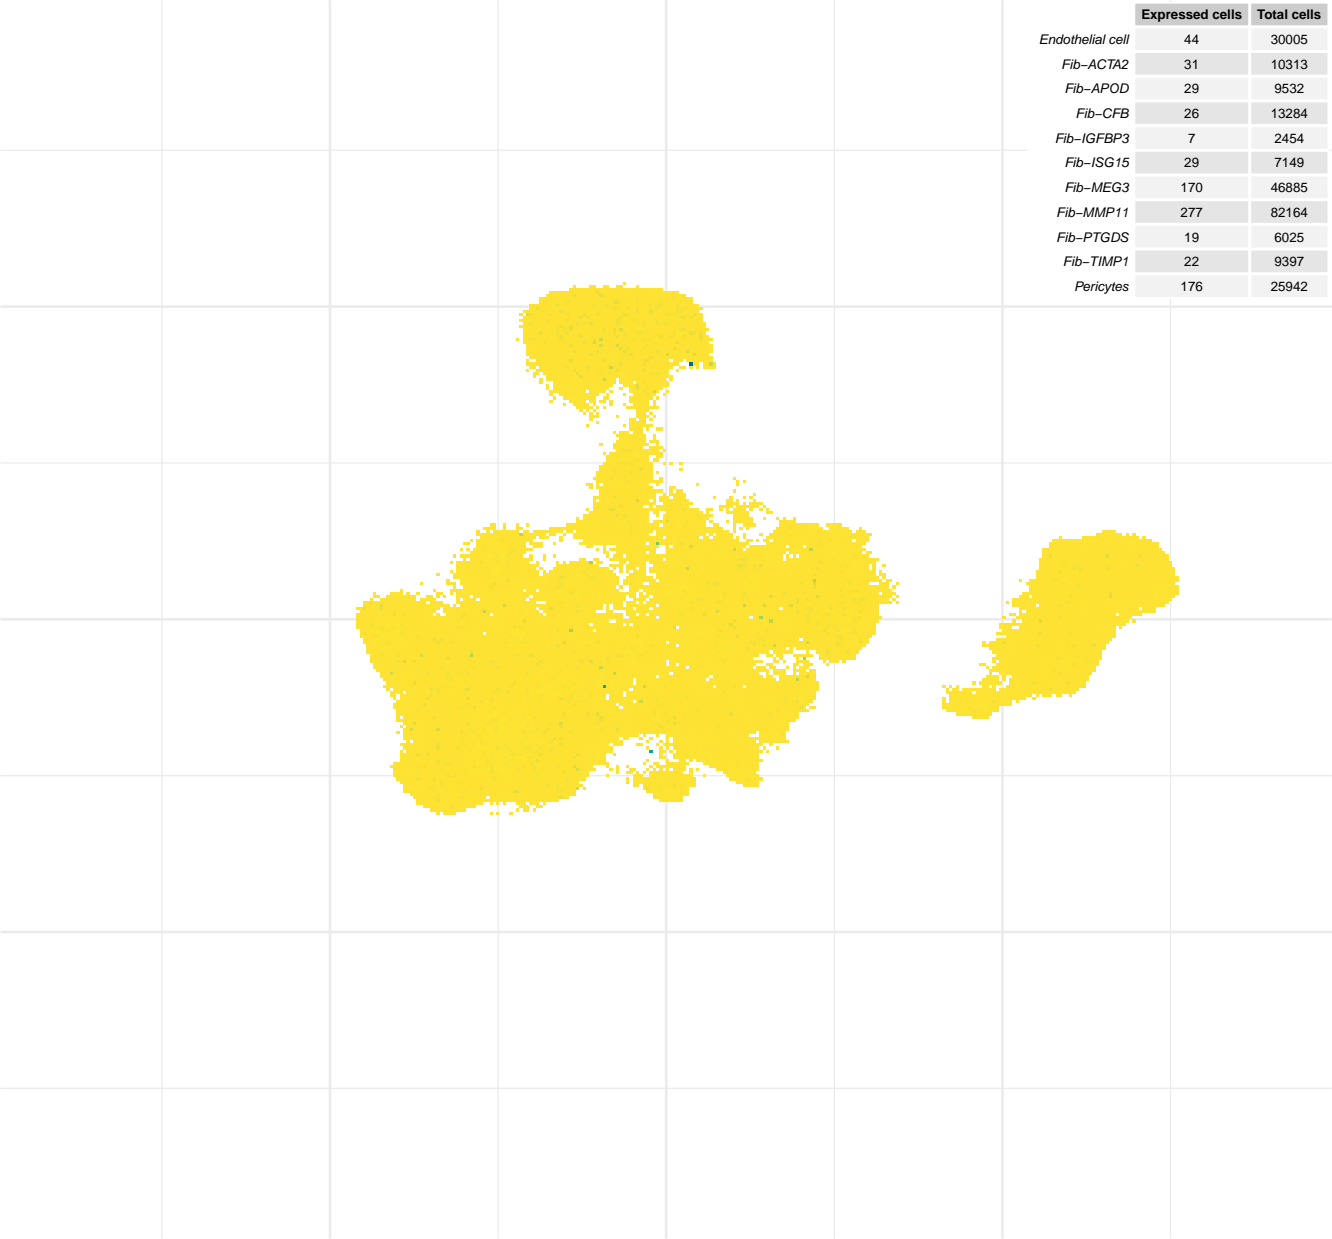 Expressed cells Total cells
Endothelial cell 44 30005
Fib−ACTA2 31 10313
Fib−APOD 29 9532
Fib−CFB 26 13284
Fib−IGFBP3 7 2454
Fib−ISG15 29 7149
Fib−MEG3 170 46885
Fib−MMP11 277 82164
Fib−PTGDS 19 6025
Fib−TIMP1 22 9397
Pericytes 176 25942